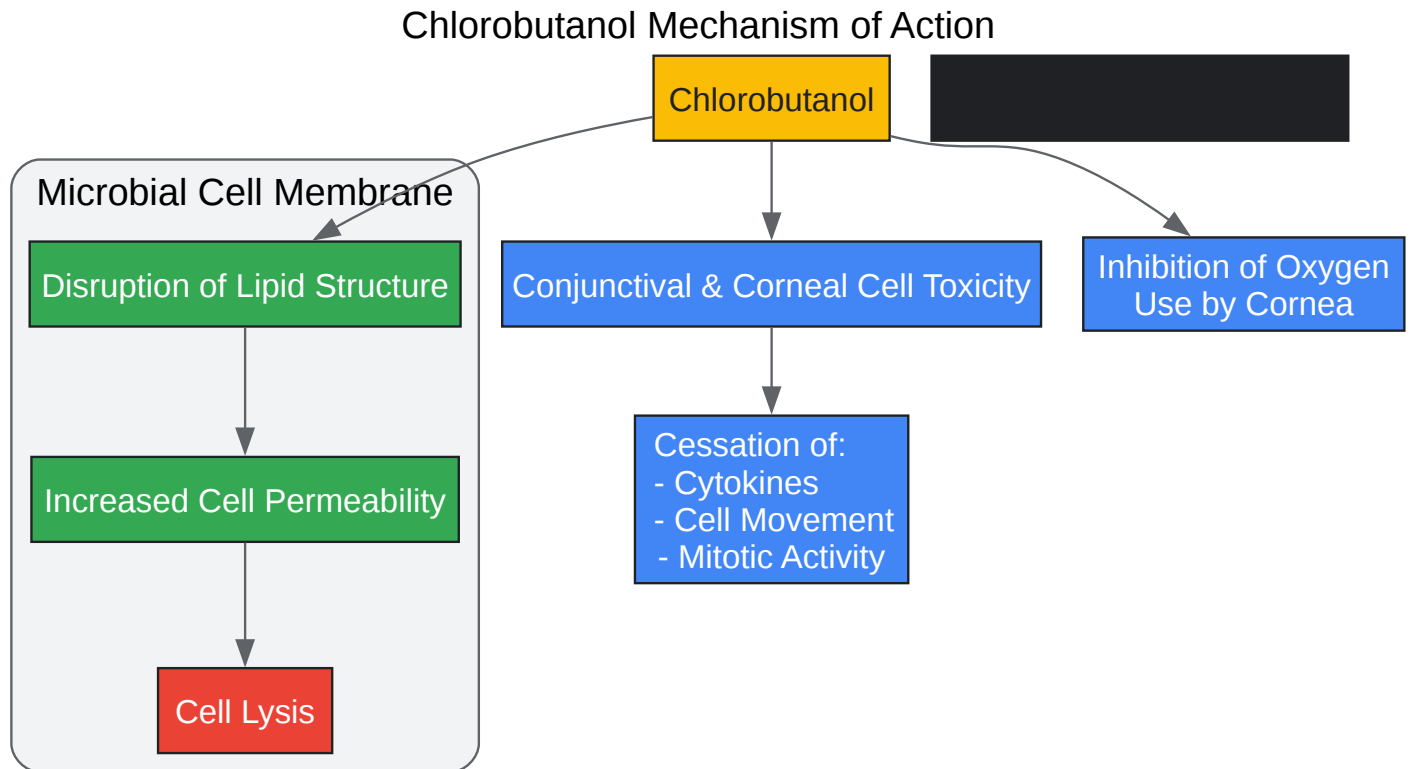 Chlorobutanol Mechanism of Action
Chlorobutanol
Microbial Cell Membrane
Disruption of Lipid Structure
Conjunctival & Corneal Cell Toxicity
Inhibition of Oxygen
Use by Cornea
Increased Cell Permeability
Cessation of:
- Cytokines
- Cell Movement
- Mitotic Activity
Cell Lysis